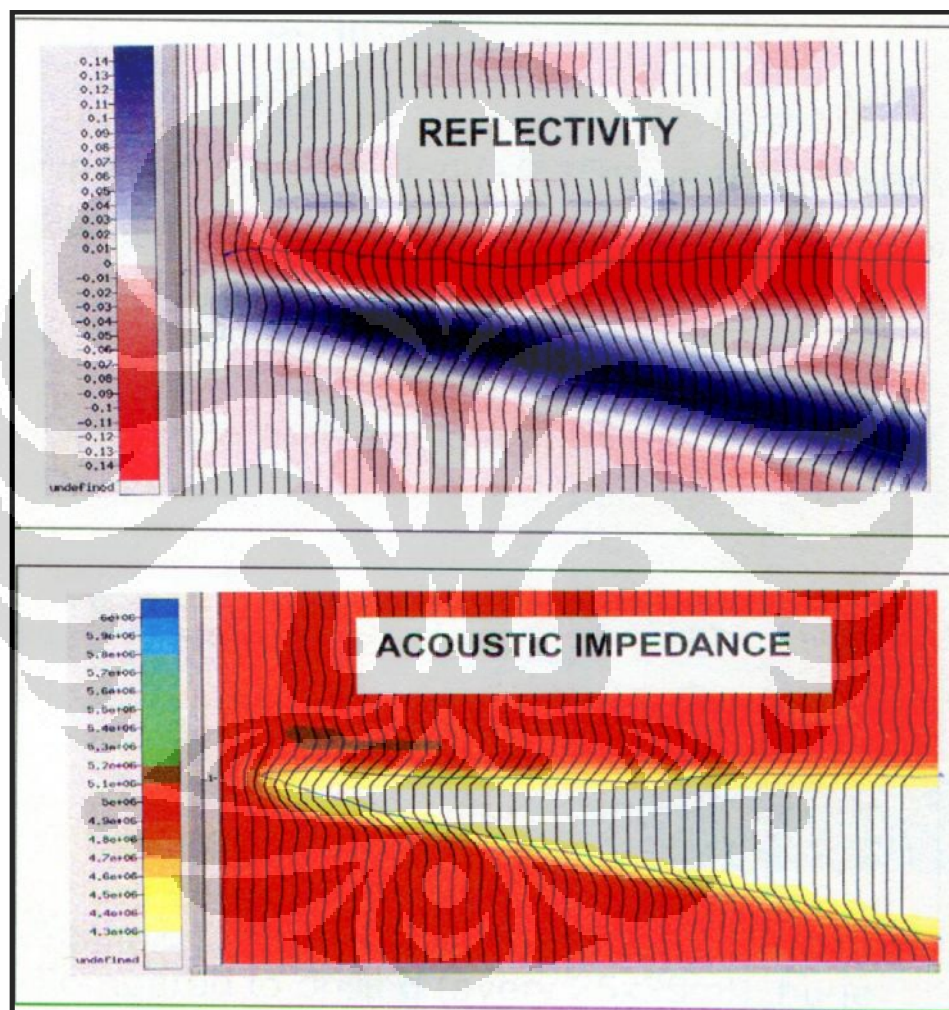 REFLECTIVITY
0.14
0.13
0.12
0.11
0.1
0.09
0.08
0.07
0.06
0.05
0.04
0.03
0.02
0.01
0
-0.01
-0.02
-0.03
-0.04
-0.05
-0.06
-0.07
-0.08
-0.09
-0.1
-0.11
-0.12
-0.13
-0.14
undefined
ACOUSTIC IMPEDANCE
6e+06
5.9e+06
5.8e+06
5.7e+06
5.6e+06
5.5e+06
5.4e+06
5.3e+06
5.2e+06
5.1e+06
5e+06
4.9e+06
4.8e+06
4.7e+06
4.6e+06
4.5e+06
4.4e+06
4.3e+06
undefined